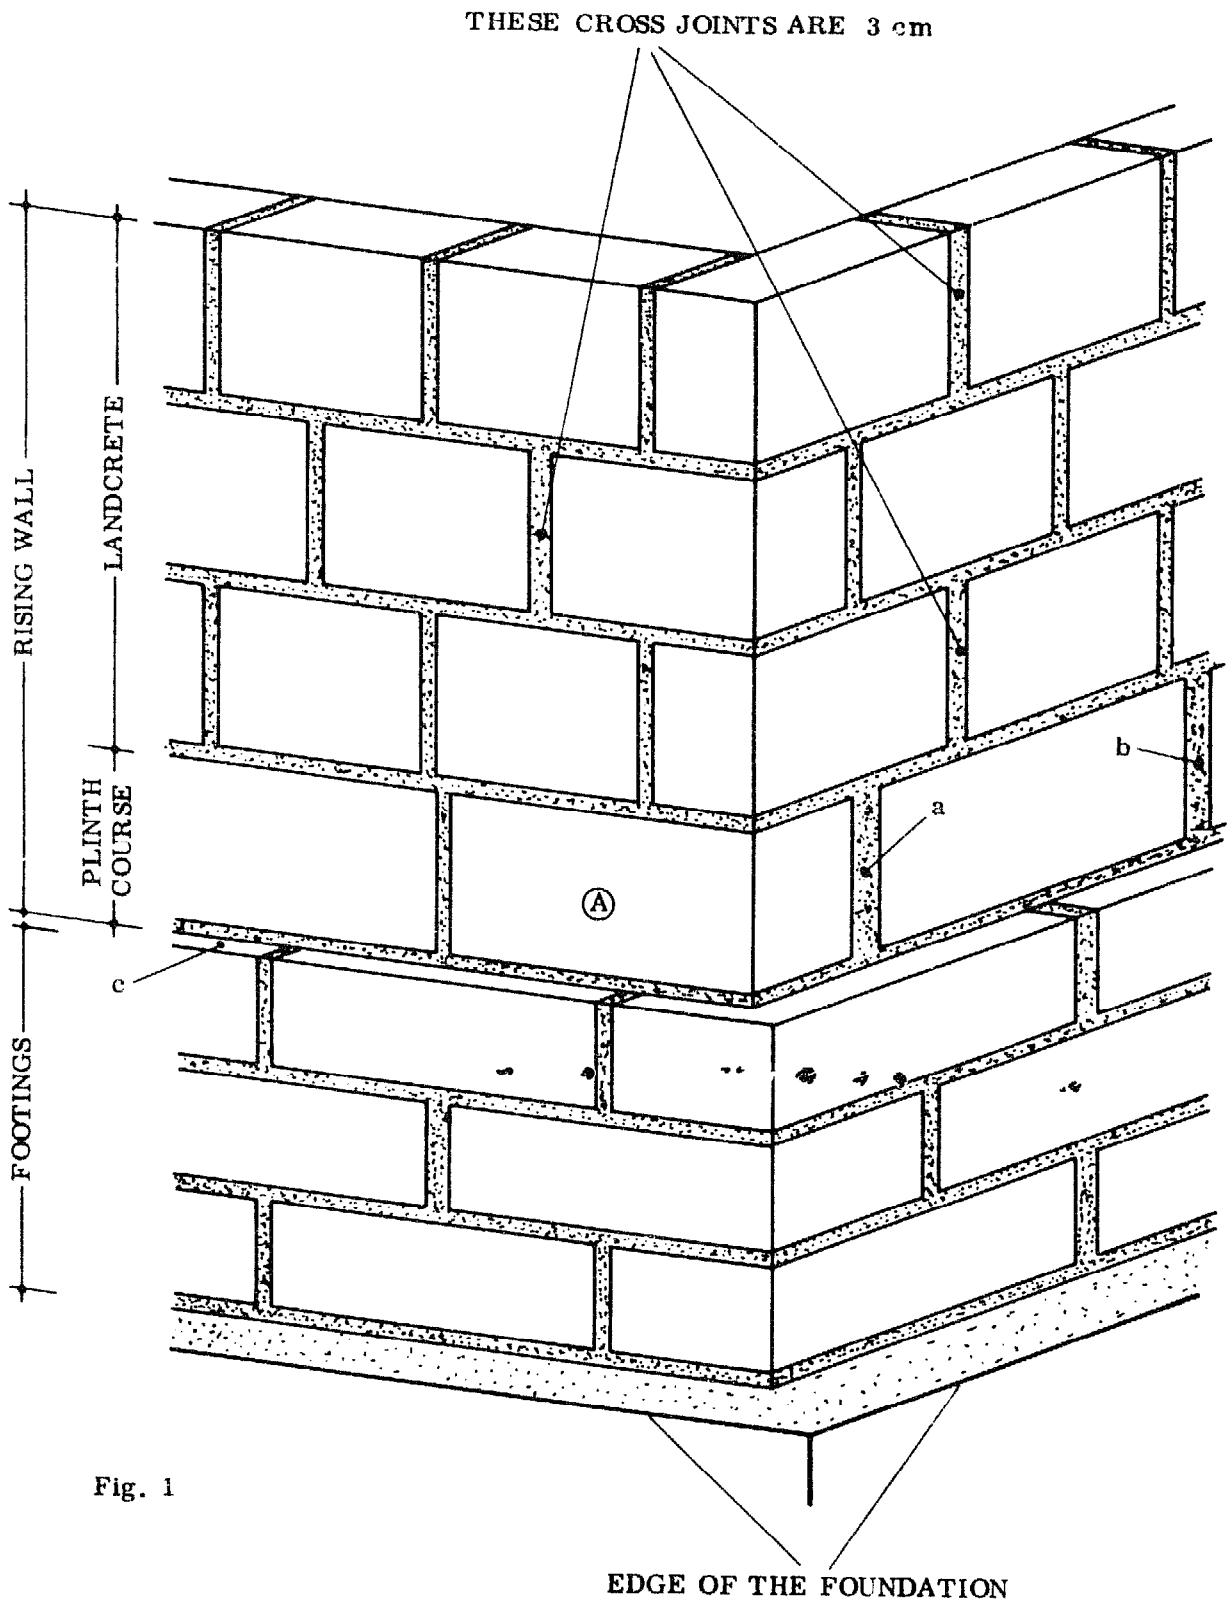 THESE CROSS JOINTS ARE 3 cm
RISING WALL
LANDCRETE
PLINTH
COURSE
FOOTINGS
A
a
b
c
Fig. 1
EDGE OF THE FOUNDATION